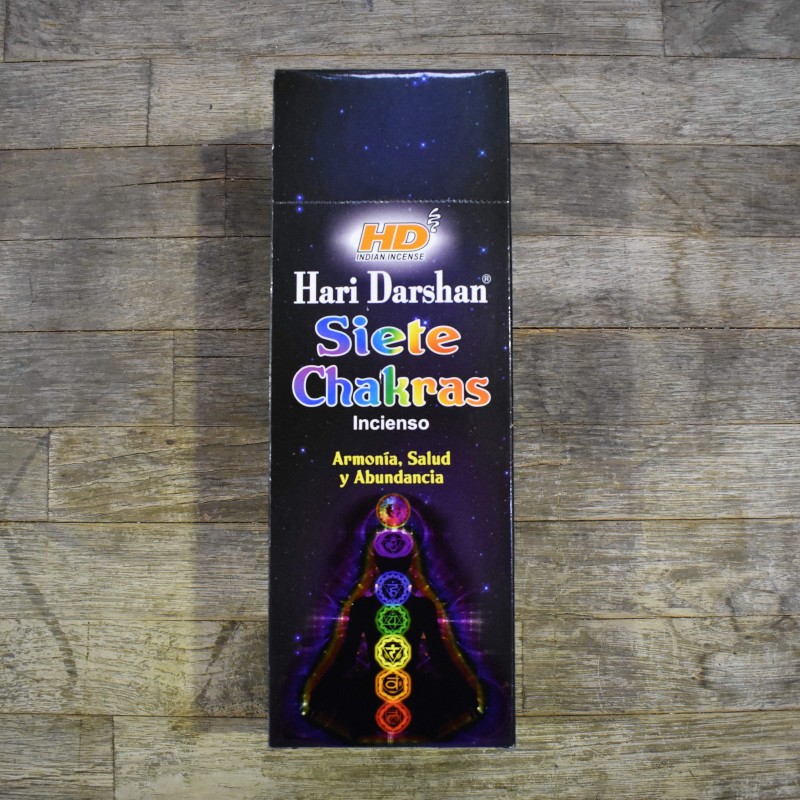 HD
INDIAN INCENSE
Hari Darshan®
Siete
Chakras
Incienso
Armonía, Salud
y Abundancia